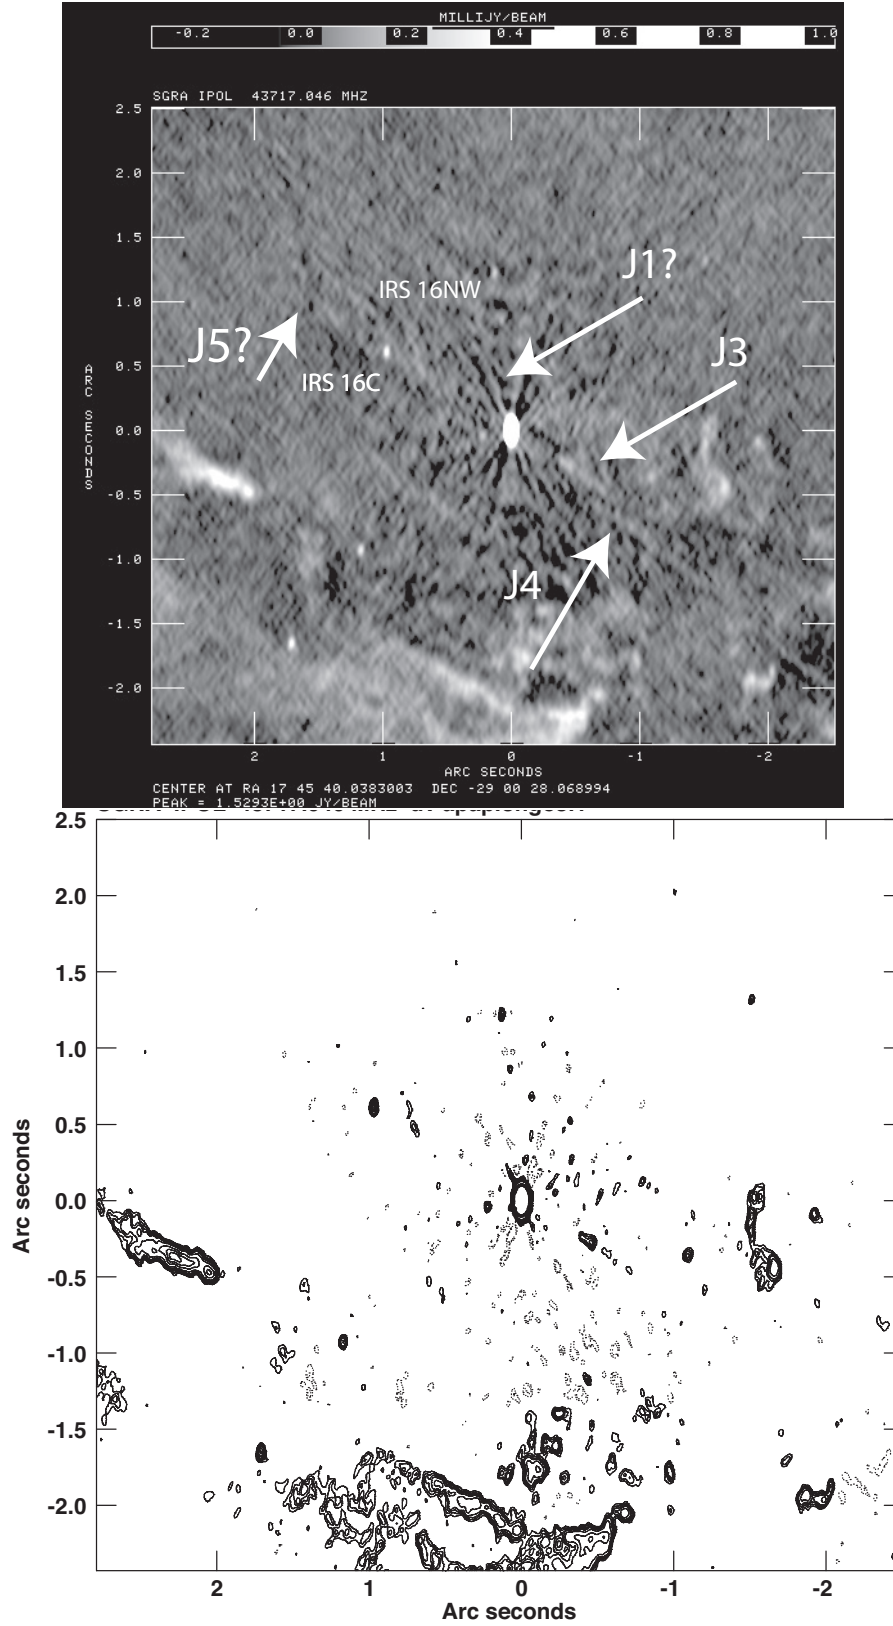 MILLIJY/BEAM
-0.2 0.0 0.2 0.4 0.6 0.8 1.0
SGRA IPOL 43717.046 MHZ
2.5
2.0
1.5
J1?
IRS 16NW
1.0
J5?
J3
0.5
IRS 16C
ARC SECONDS
0.0
-0.5
-1.0
J4
-1.5
-2.0
2 1 0 -1 -2
ARC SECONDS
CENTER AT RA 17 45 40.0383003 DEC -29 00 28.068994
PEAK = 1.5293E+00 JY/BEAM
2.5
2.0
1.5
1.0
0.5
Arc seconds
0.0
-0.5
-1.0
-1.5
-2.0
2 1 0 -1 -2
Arc seconds